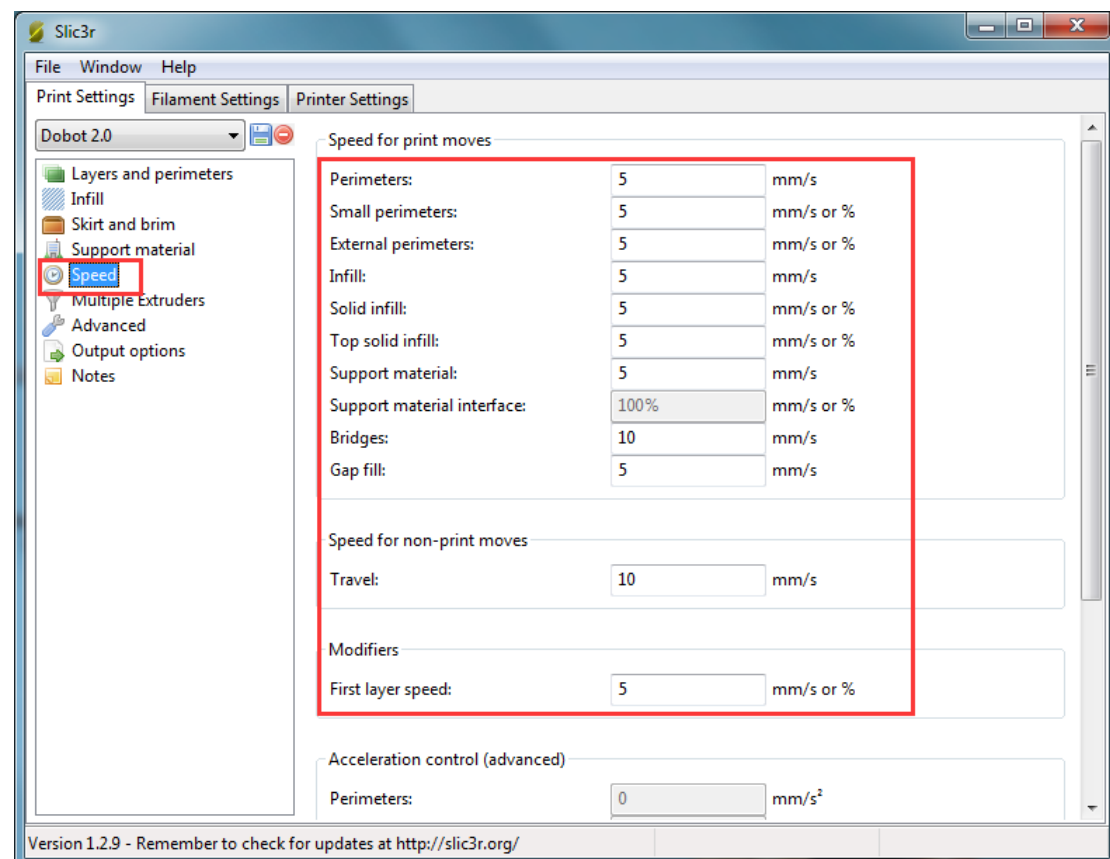 Slic3r
File Window Help
Print Settings Filament Settings Printer Settings
Dobot 2.0
Layers and perimeters
Infill
Skirt and brim
Support material
Speed
Multiple Extruders
Advanced
Output options
Notes
Speed for print moves
Perimeters: 5 mm/s
Small perimeters: 5 mm/s or %
External perimeters: 5 mm/s or %
Infill: 5 mm/s
Solid infill: 5 mm/s or %
Top solid infill: 5 mm/s or %
Support material: 5 mm/s
Support material interface: 100% mm/s or %
Bridges: 10 mm/s
Gap fill: 5 mm/s
Speed for non-print moves
Travel: 10 mm/s
Modifiers
First layer speed: 5 mm/s or %
Acceleration control (advanced)
Perimeters: 0 mm/s²
Version 1.2.9 - Remember to check for updates at http://slic3r.org/